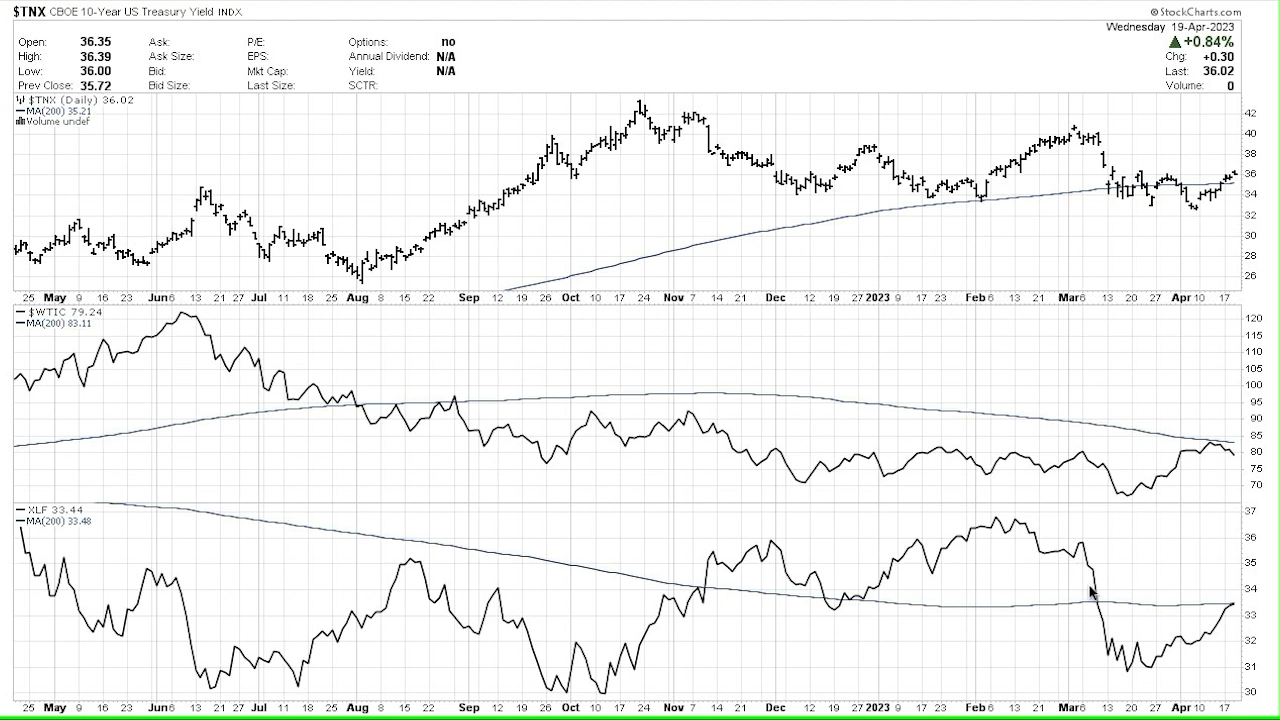 $TNX CBOE 10-Year US Treasury Yield INDX
© StockCharts.com
Wednesday 19-Apr-2023
Open: 36.35 Ask: P/E: Options: no ▲ +0.84%
High: 36.39 Ask Size: EPS: Annual Dividend: N/A Chg: +0.30
Low: 36.00 Bid: Mkt Cap: Yield: N/A Last: 36.02
Prev Close: 35.72 Bid Size: Last Size: SCTR: Volume: 0
$TNX (Daily) 36.02
MA(200) 35.21
Volume undef
42
40
38
36
34
32
30
28
26
25 May 9 16 23 Jun 6 13 21 27 Jul 11 18 25 Aug 8 15 22 Sep 12 19 26 Oct 10 17 24 Nov 7 14 21 Dec 12 19 27 2023 9 17 23 Feb 6 13 21 Mar 6 13 20 27 Apr 10 17
$WTIC 79.24
MA(200) 83.11
120
115
110
105
100
95
90
85
80
75
70
XLF 33.44
MA(200) 33.48
37
36
35
34
33
32
31
30
25 May 9 16 23 Jun 6 13 21 27 Jul 11 18 25 Aug 8 15 22 Sep 12 19 26 Oct 10 17 24 Nov 7 14 21 Dec 12 19 27 2023 9 17 23 Feb 6 13 21 Mar 6 13 20 27 Apr 10 17